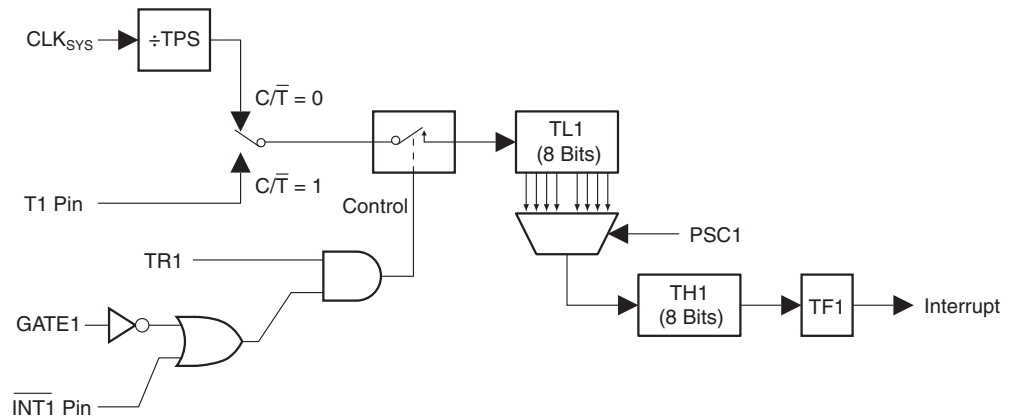 CLKSYS
÷TPS
C/T̅ = 0
C/T̅ = 1
T1 Pin
TL1
(8 Bits)
Control
PSC1
TR1
TH1
(8 Bits)
TF1
Interrupt
GATE1
I̅N̅T̅1̅ Pin